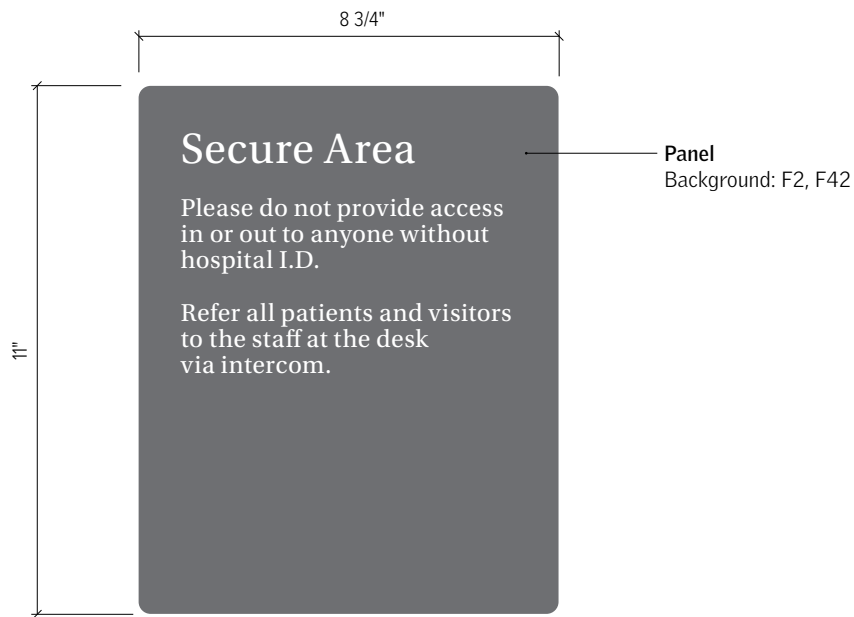 8 3/4"
Secure Area
Panel
Background: F2, F42
Please do not provide access
in or out to anyone without
hospital I.D.
Refer all patients and visitors
to the staff at the desk
via intercom.
11"